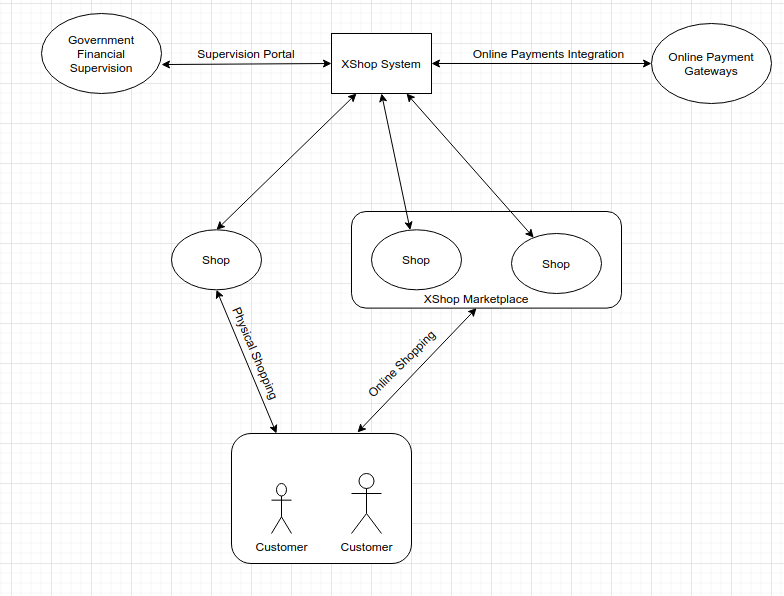 Government
Financial
Supervision
Supervision Portal
XShop System
Online Payments Integration
Online Payment
Gateways
Shop
Shop
Shop
XShop Marketplace
Physical Shopping
Online Shopping
Customer
Customer